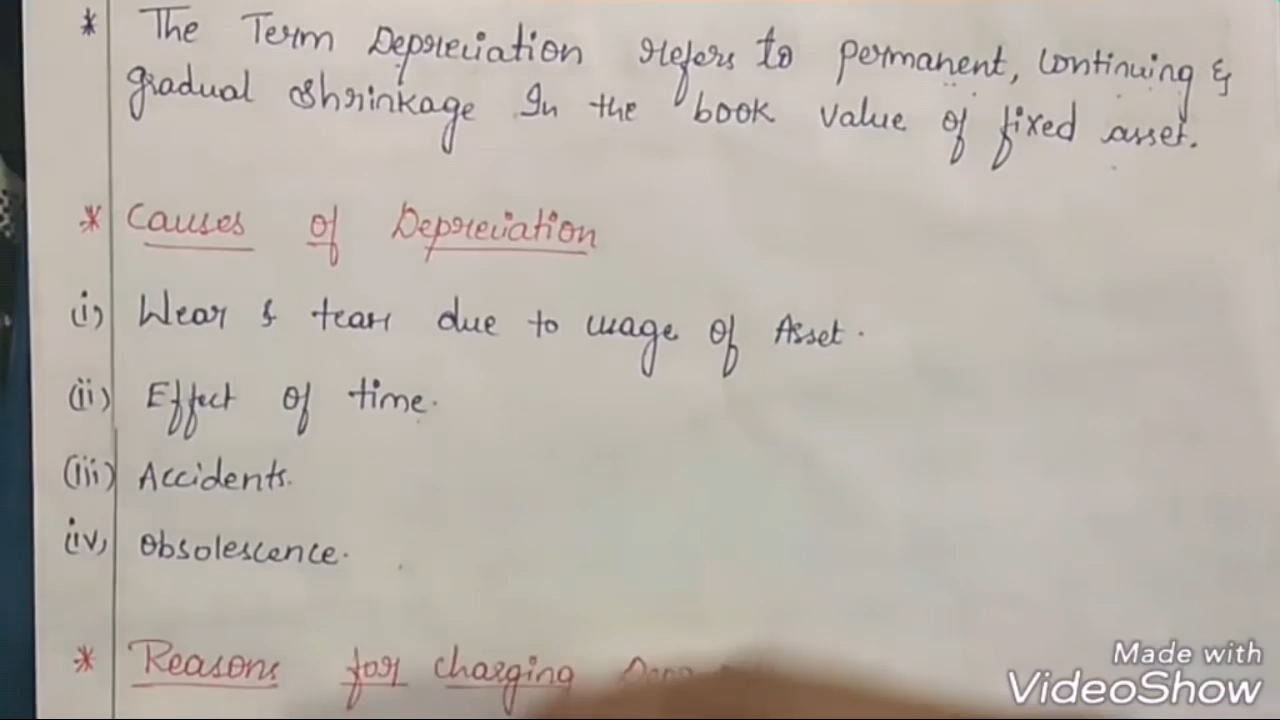 * The Term Depreciation refers to permanent, continuing &
gradual shrinkage In the book value of fixed asset.
* Causes of Depreciation
(i) Wear & tear due to usage of Asset.
(ii) Effect of time.
(iii) Accidents.
(iv) Obsolescence.
* Reasons for charging
Made with
VideoShow